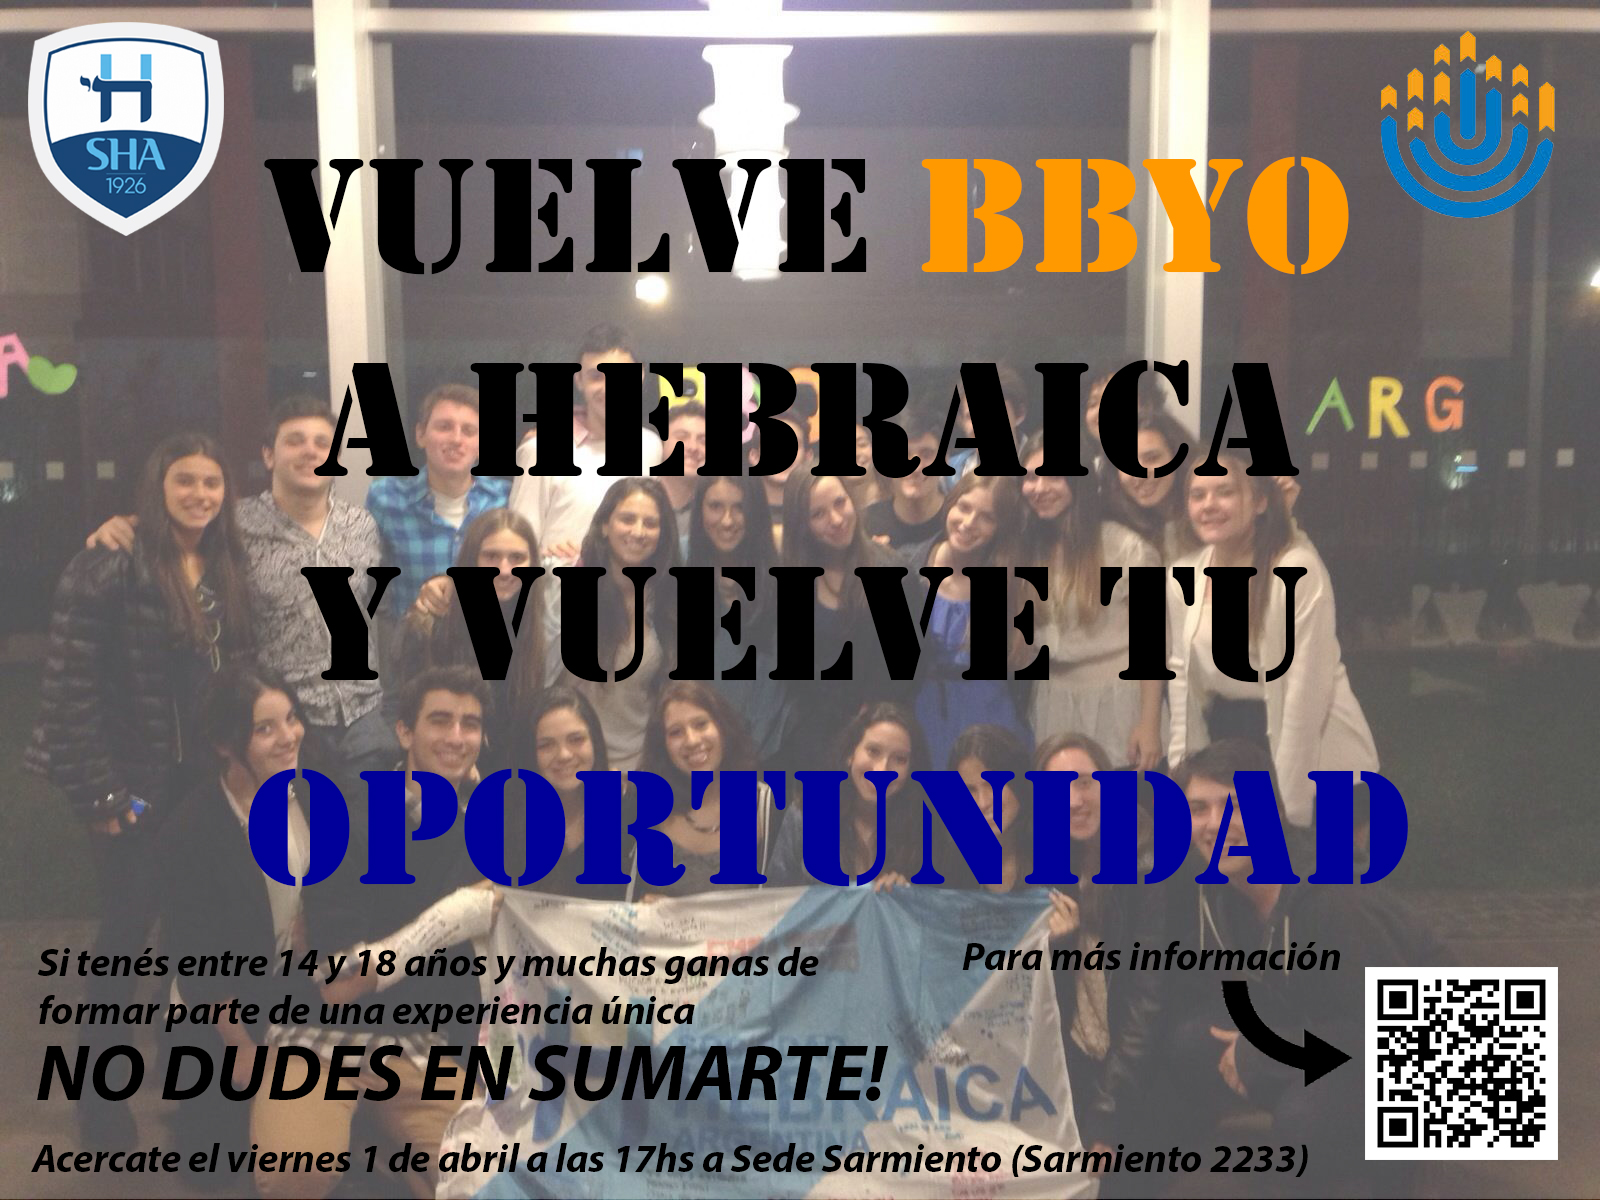 SHA
1926
VUELVE BBYO
A HEBRAICA
Y VUELVE TU
OPORTUNIDAD
A
ARG
Si tenés entre 14 y 18 años y muchas ganas de
formar parte de una experiencia única
NO DUDES EN SUMARTE!
Para más información
HEBRAICA
ARGENTINA
Acercate el viernes 1 de abril a las 17hs a Sede Sarmiento (Sarmiento 2233)